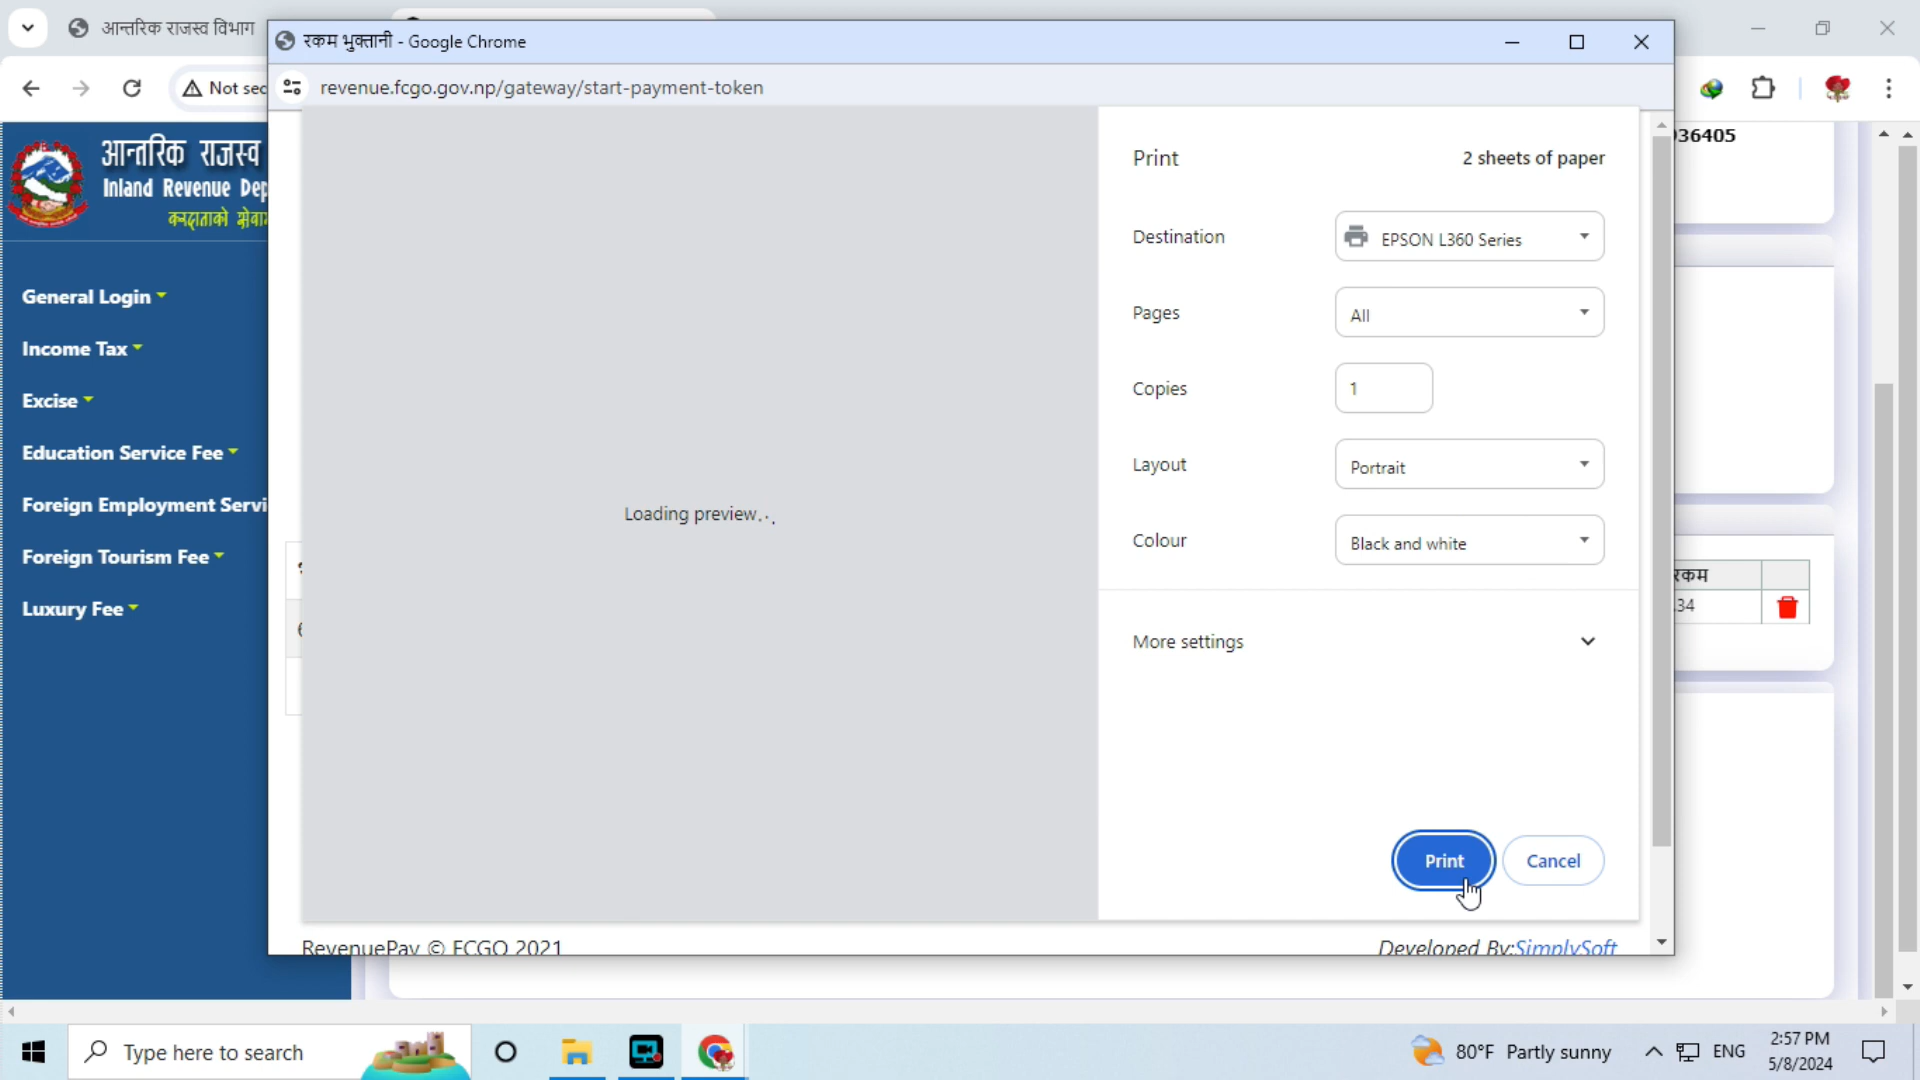 आन्तरिक राजस्व विभाग
रकम भुक्तानी - Google Chrome
Not sec
revenue.fcgo.gov.np/gateway/start-payment-token
आन्तरिक राजस्व
Inland Revenue Dep
करदाताको सेवाम
General Login
Income Tax
Excise
Education Service Fee
Foreign Employment Servi
Foreign Tourism Fee
Luxury Fee
Loading preview...
Print
2 sheets of paper
Destination
EPSON L360 Series
Pages
All
Copies
1
Layout
Portrait
Colour
Black and white
More settings
Print
Cancel
36405
रकम
.34
RevenuePay © FCGO 2021
Developed By:SimplySoft
Type here to search
80°F Partly sunny
ENG
2:57 PM
5/8/2024